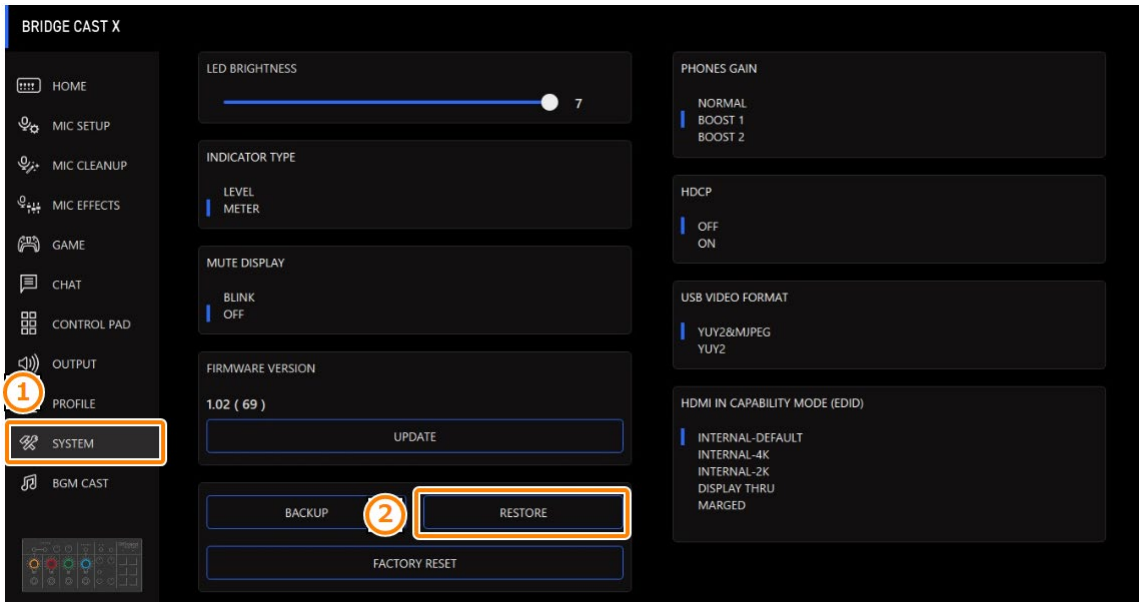 BRIDGE CAST X
HOME
MIC SETUP
MIC CLEANUP
MIC EFFECTS
GAME
CHAT
CONTROL PAD
OUTPUT
1
PROFILE
SYSTEM
BGM CAST
LED BRIGHTNESS
7
INDICATOR TYPE
LEVEL
METER
MUTE DISPLAY
BLINK
OFF
FIRMWARE VERSION
1.02 ( 69 )
UPDATE
BACKUP
2
RESTORE
FACTORY RESET
PHONES GAIN
NORMAL
BOOST 1
BOOST 2
HDCP
OFF
ON
USB VIDEO FORMAT
YUY2&MJPEG
YUY2
HDMI IN CAPABILITY MODE (EDID)
INTERNAL-DEFAULT
INTERNAL-4K
INTERNAL-2K
DISPLAY THRU
MARGED